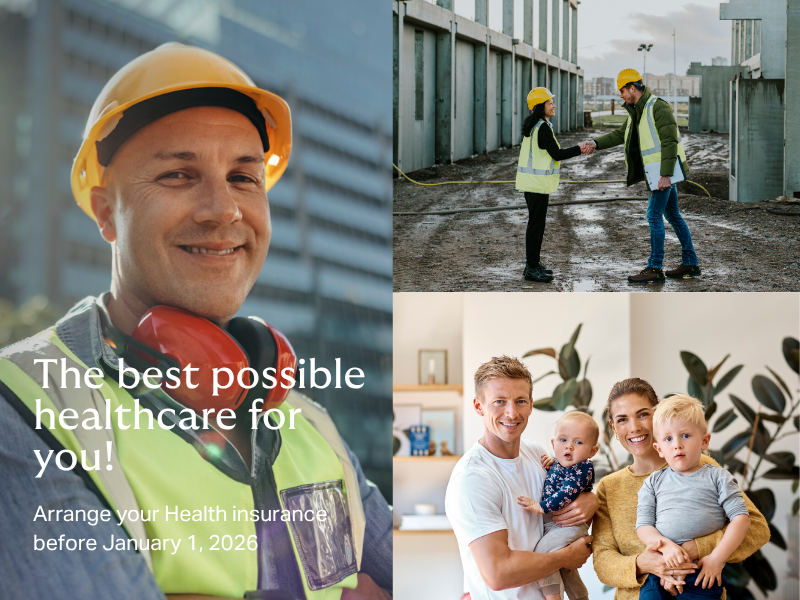 The best possible
healthcare for
you!
Arrange your Health insurance
before January 1, 2026